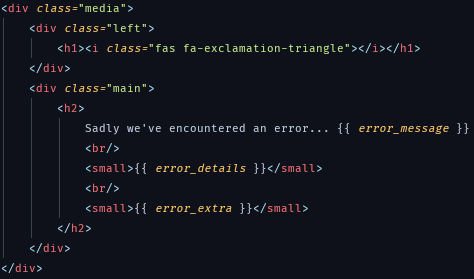 <div class="media">
<div class="left">
<h1><i class="fas fa-exclamation-triangle"></i></h1>
</div>
<div class="main">
<h2>
Sadly we've encountered an error... {{ error_message }}
<br/>
<small>{{ error_details }}</small>
<br/>
<small>{{ error_extra }}</small>
</h2>
</div>
</div>